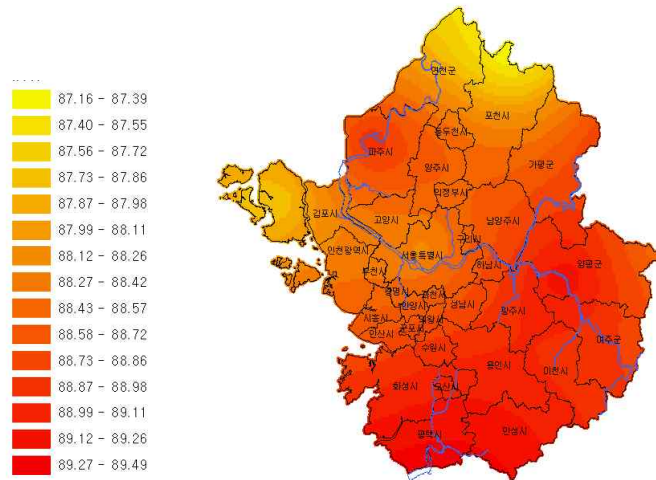 87.16 - 87.39
87.40 - 87.55
87.56 - 87.72
87.73 - 87.86
87.87 - 87.98
87.99 - 88.11
88.12 - 88.26
88.27 - 88.42
88.43 - 88.57
88.58 - 88.72
88.73 - 88.86
88.87 - 88.98
88.99 - 89.11
89.12 - 89.26
89.27 - 89.49
연천군
포천시
동두천시
파주시
양주시
가평군
의정부시
김포시
고양시
남양주시
인천광역시
서울특별시
구리시
부천시
하남시
양평군
광명시
과천시
안양시
성남시
광주시
시흥시
의왕시
군포시
안산시
여주군
수원시
용인시
이천시
화성시
오산시
평택시
안성시